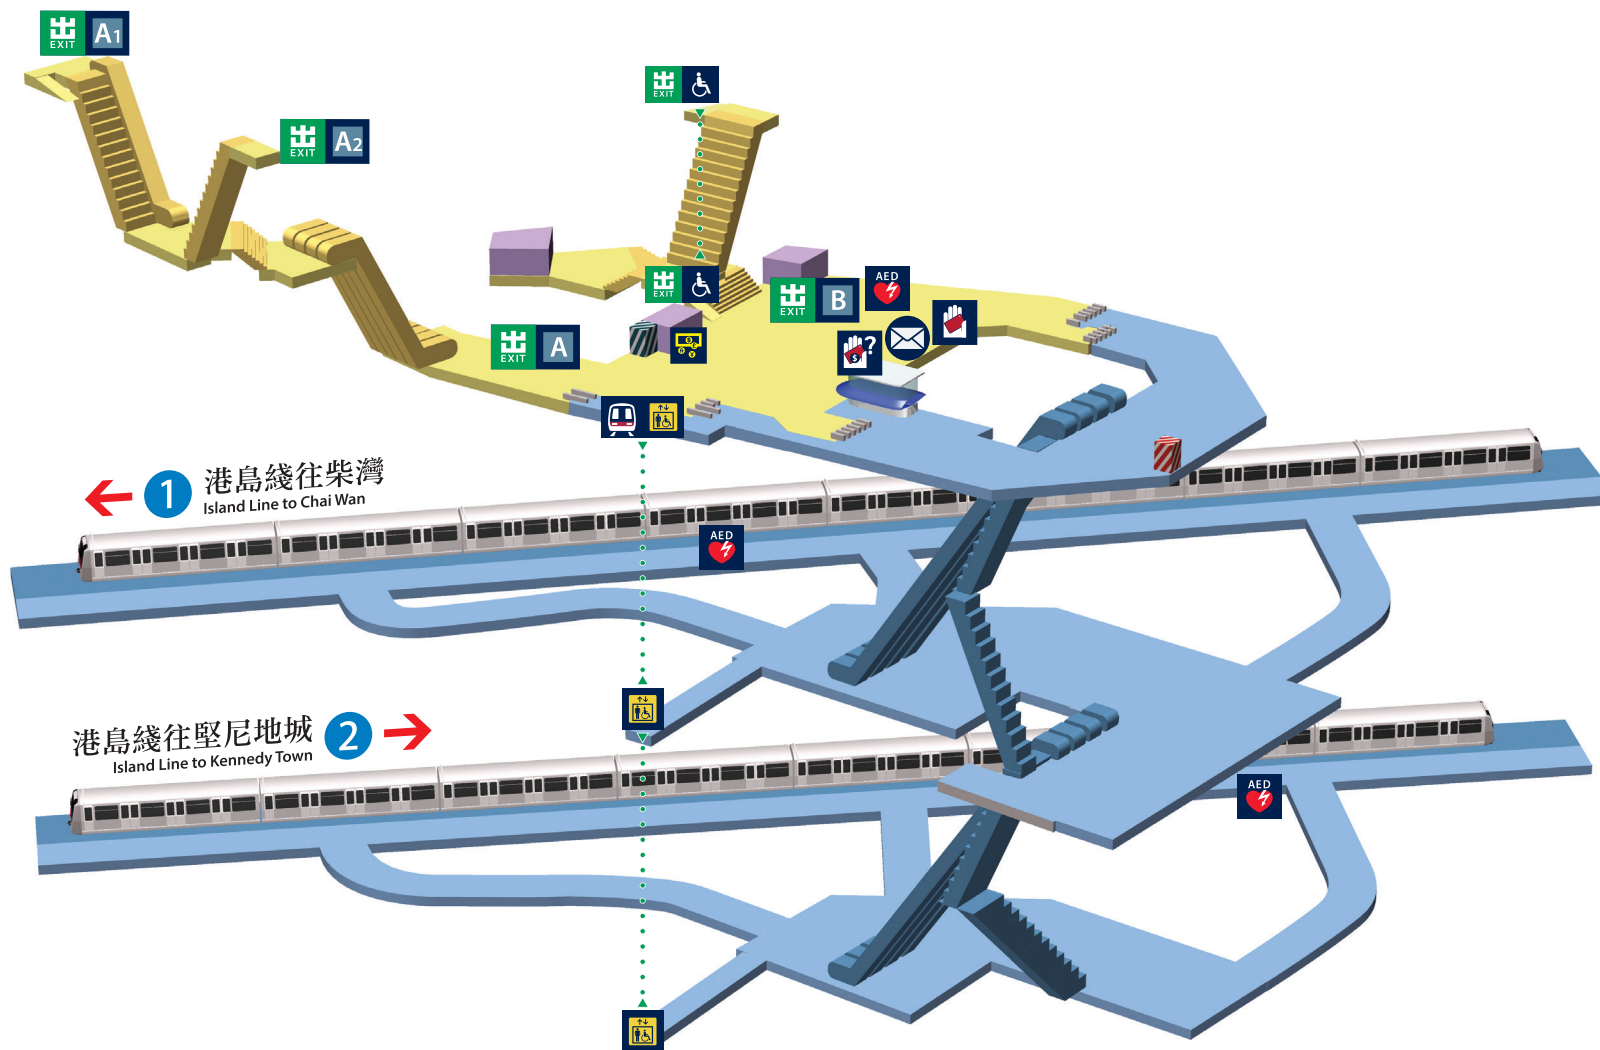 EXIT A1
EXIT A2
EXIT
EXIT
EXIT B
AED
EXIT A
?
$
1 港島綫往柴灣
Island Line to Chai Wan
AED
港島綫往堅尼地城 2
Island Line to Kennedy Town
AED